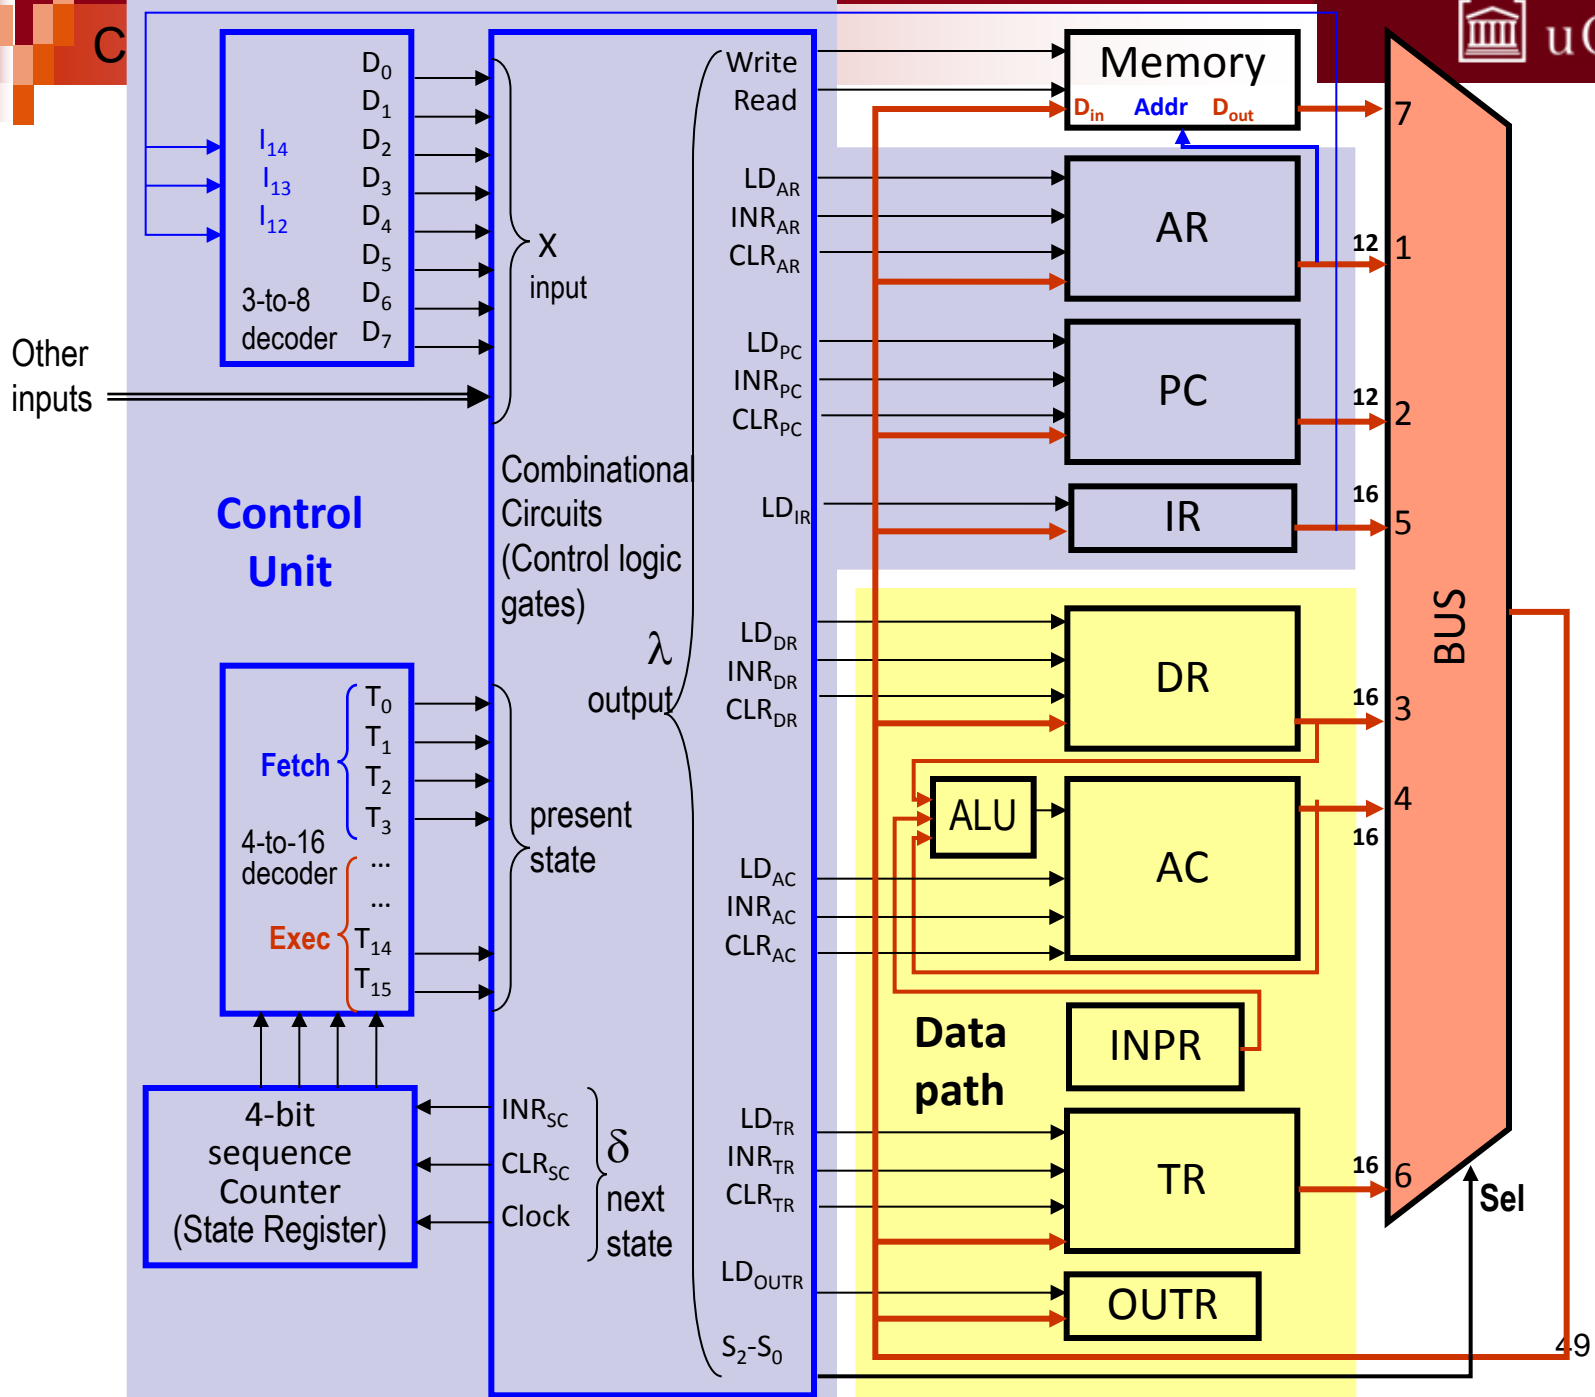 C
uO
D0
D1
D2
D3
D4
D5
D6
D7
I14
I13
I12
3-to-8
decoder
Other
inputs
X
input
Control
Unit
Combinational
Circuits
(Control logic
gates)
λ
output
T0
T1
T2
T3
...
...
T14
T15
Fetch
Exec
4-to-16
decoder
present
state
4-bit
sequence
Counter
(State Register)
INRSC
CLRSC
Clock
δ
next
state
Write
Read
LDAR
INRAR
CLRAR
LDPC
INRPC
CLRPC
LDIR
LDDR
INRDR
CLRDR
LDAC
INRAC
CLRAC
LDTR
INRTR
CLRTR
LDOUTR
S2-S0
Memory
Din Addr Dout
AR
PC
IR
DR
ALU
AC
Data
path
INPR
TR
OUTR
7
12 1
12 2
16 5
16 3
4
16
16 6
BUS
Sel
49